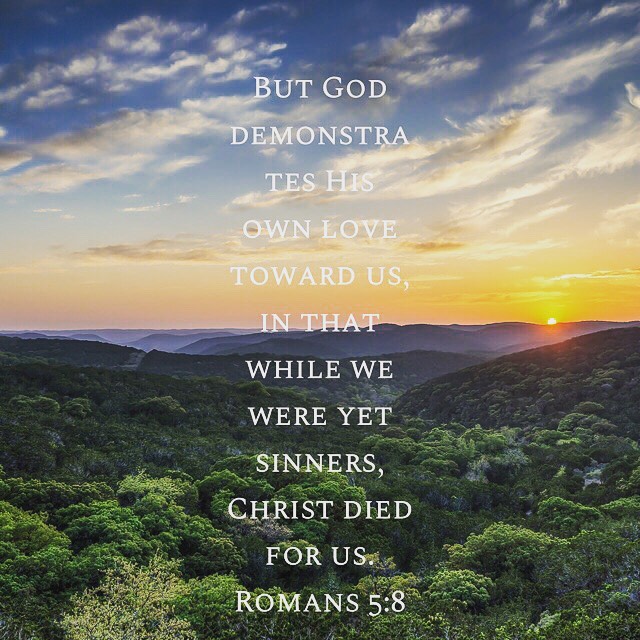 But God
demonstra
tes His
own love
toward us,
in that
while we
were yet
sinners,
Christ died
for us.
Romans 5:8